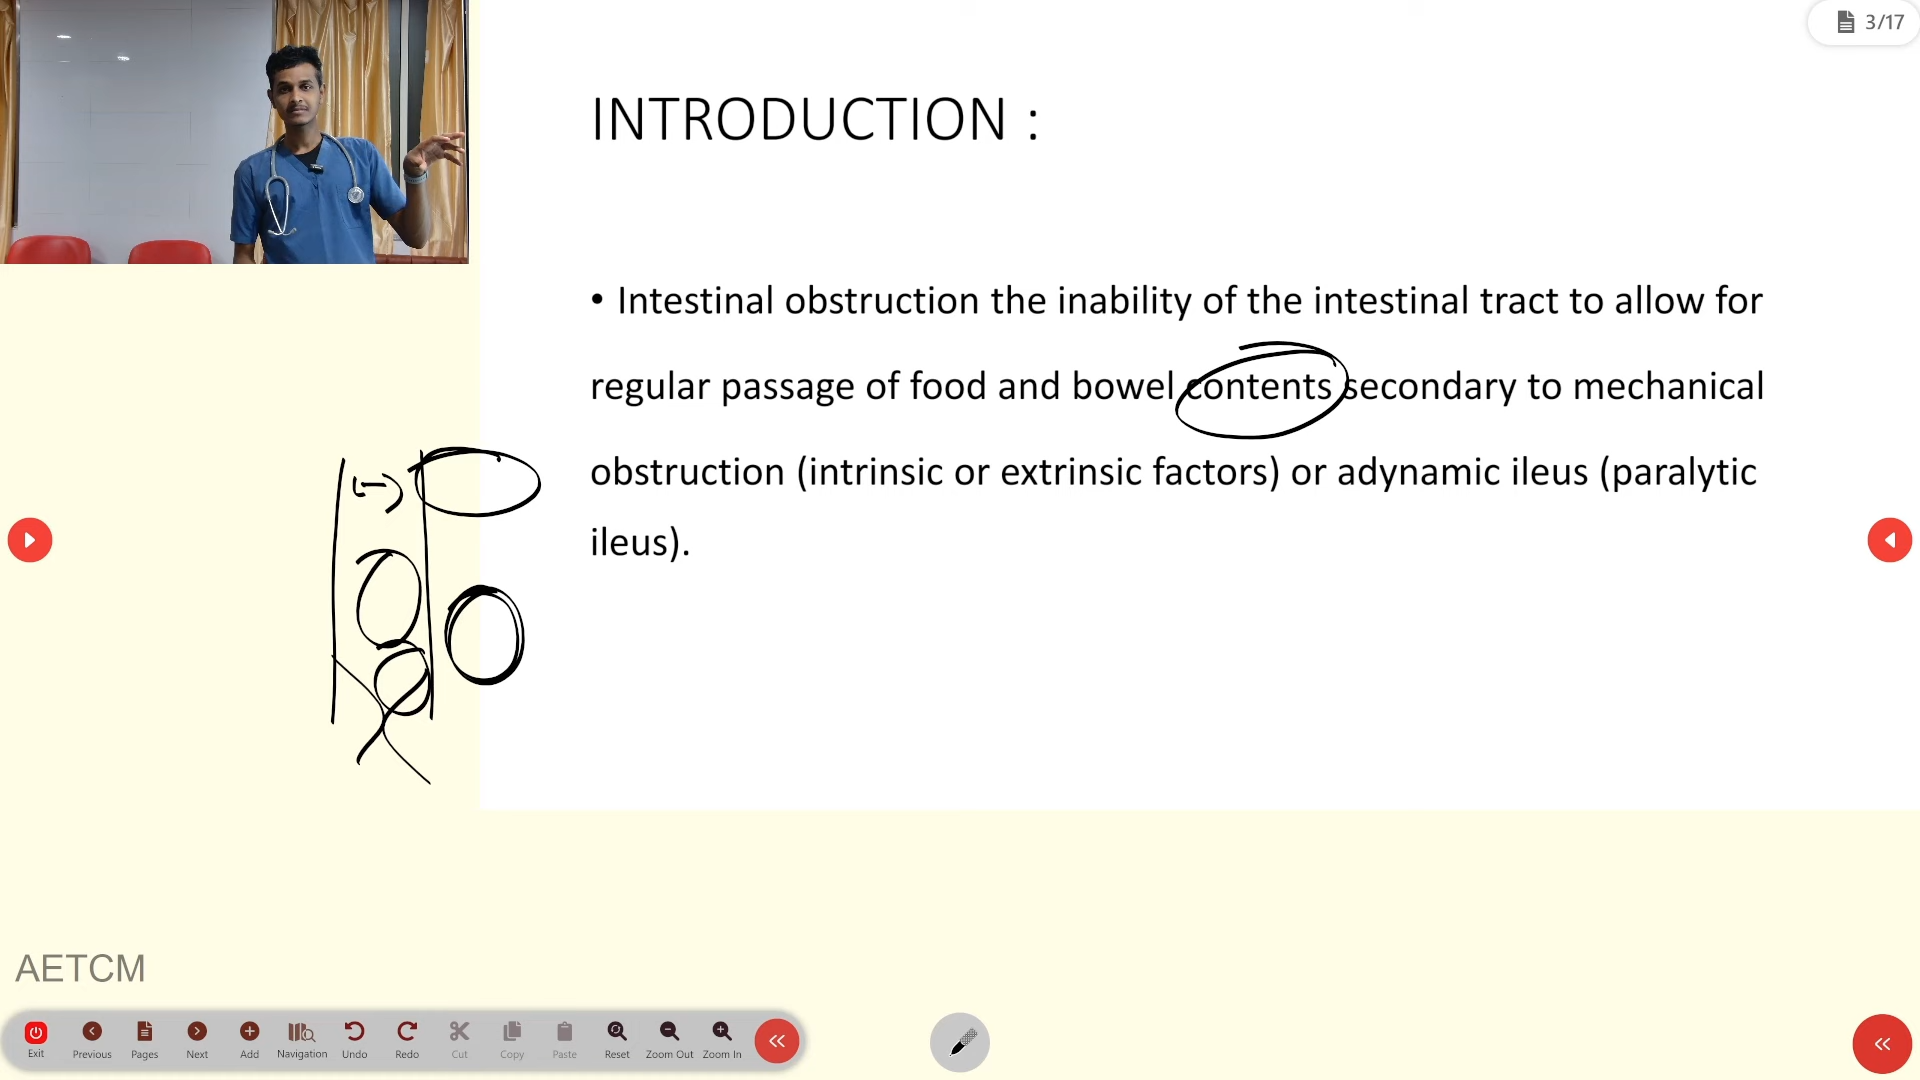 3/17
INTRODUCTION :
• Intestinal obstruction the inability of the intestinal tract to allow for
regular passage of food and bowel contents secondary to mechanical
obstruction (intrinsic or extrinsic factors) or adynamic ileus (paralytic
ileus).
AETCM
Exit Previous Pages Next Add Navigation Undo Redo Cut Copy Paste Reset Zoom Out Zoom In